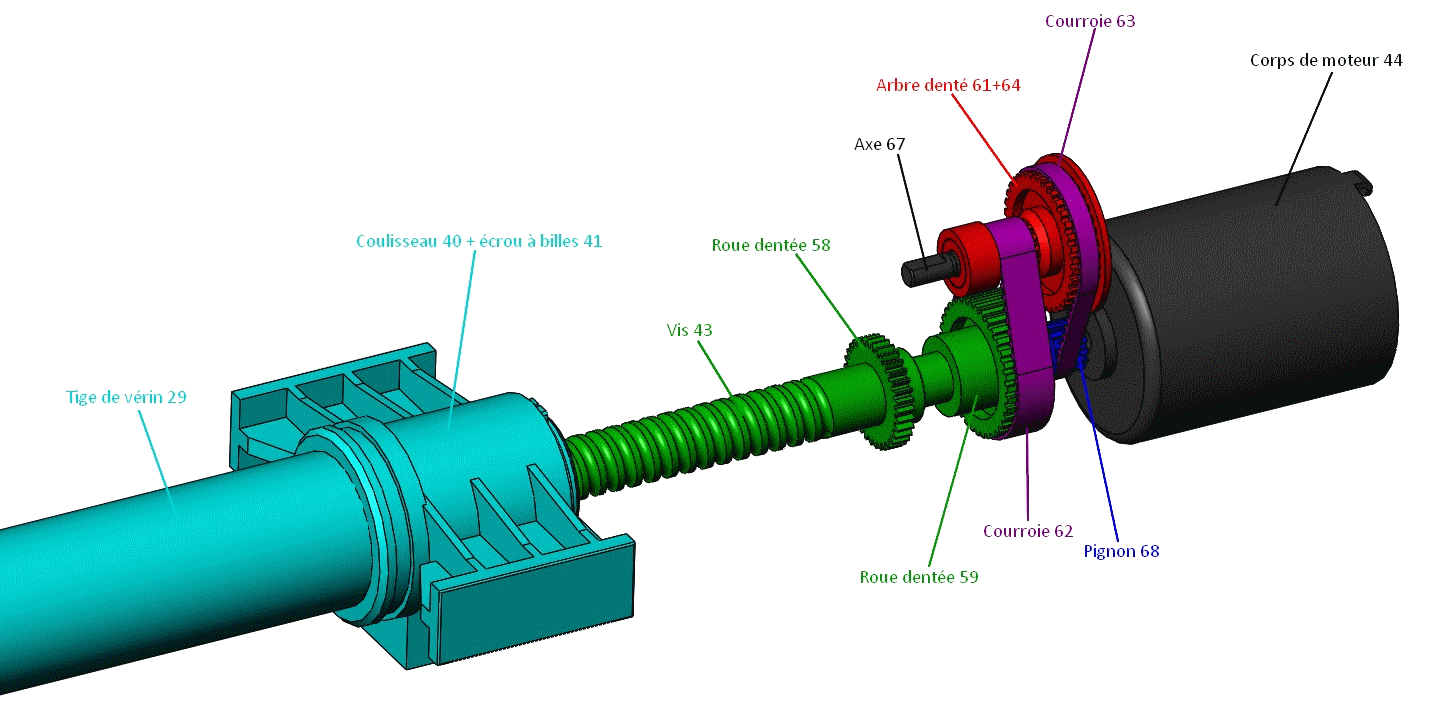 Courroie 63
Corps de moteur 44
Arbre denté 61+64
Axe 67
Coulisseau 40 + écrou à billes 41
Roue dentée 58
Vis 43
Tige de vérin 29
Courroie 62
Pignon 68
Roue dentée 59